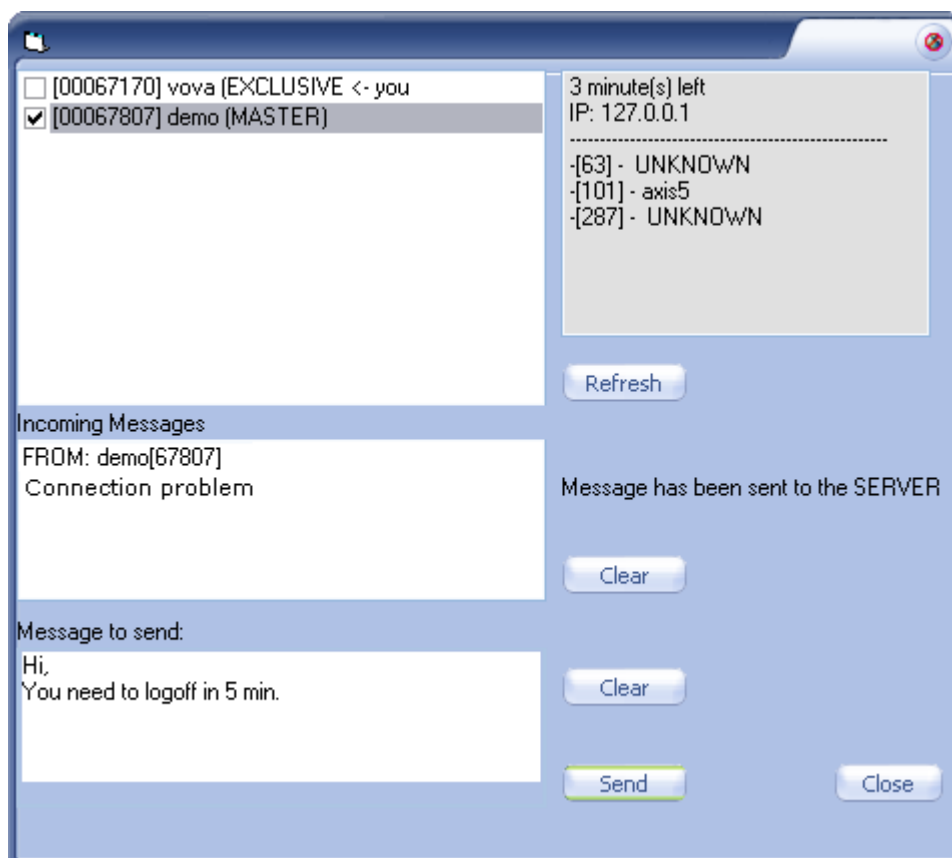 [00067170] vova (EXCLUSIVE <- you
[00067807] demo (MASTER)
3 minute(s) left
IP: 127.0.0.1
-------------------------------------------------------
-[63] - UNKNOWN
-[101] - axis5
-[287] - UNKNOWN
Refresh
Incoming Messages
FROM: demo[67807]
Connection problem
Message has been sent to the SERVER
Clear
Message to send:
Hi,
You need to logoff in 5 min.
Clear
Send
Close